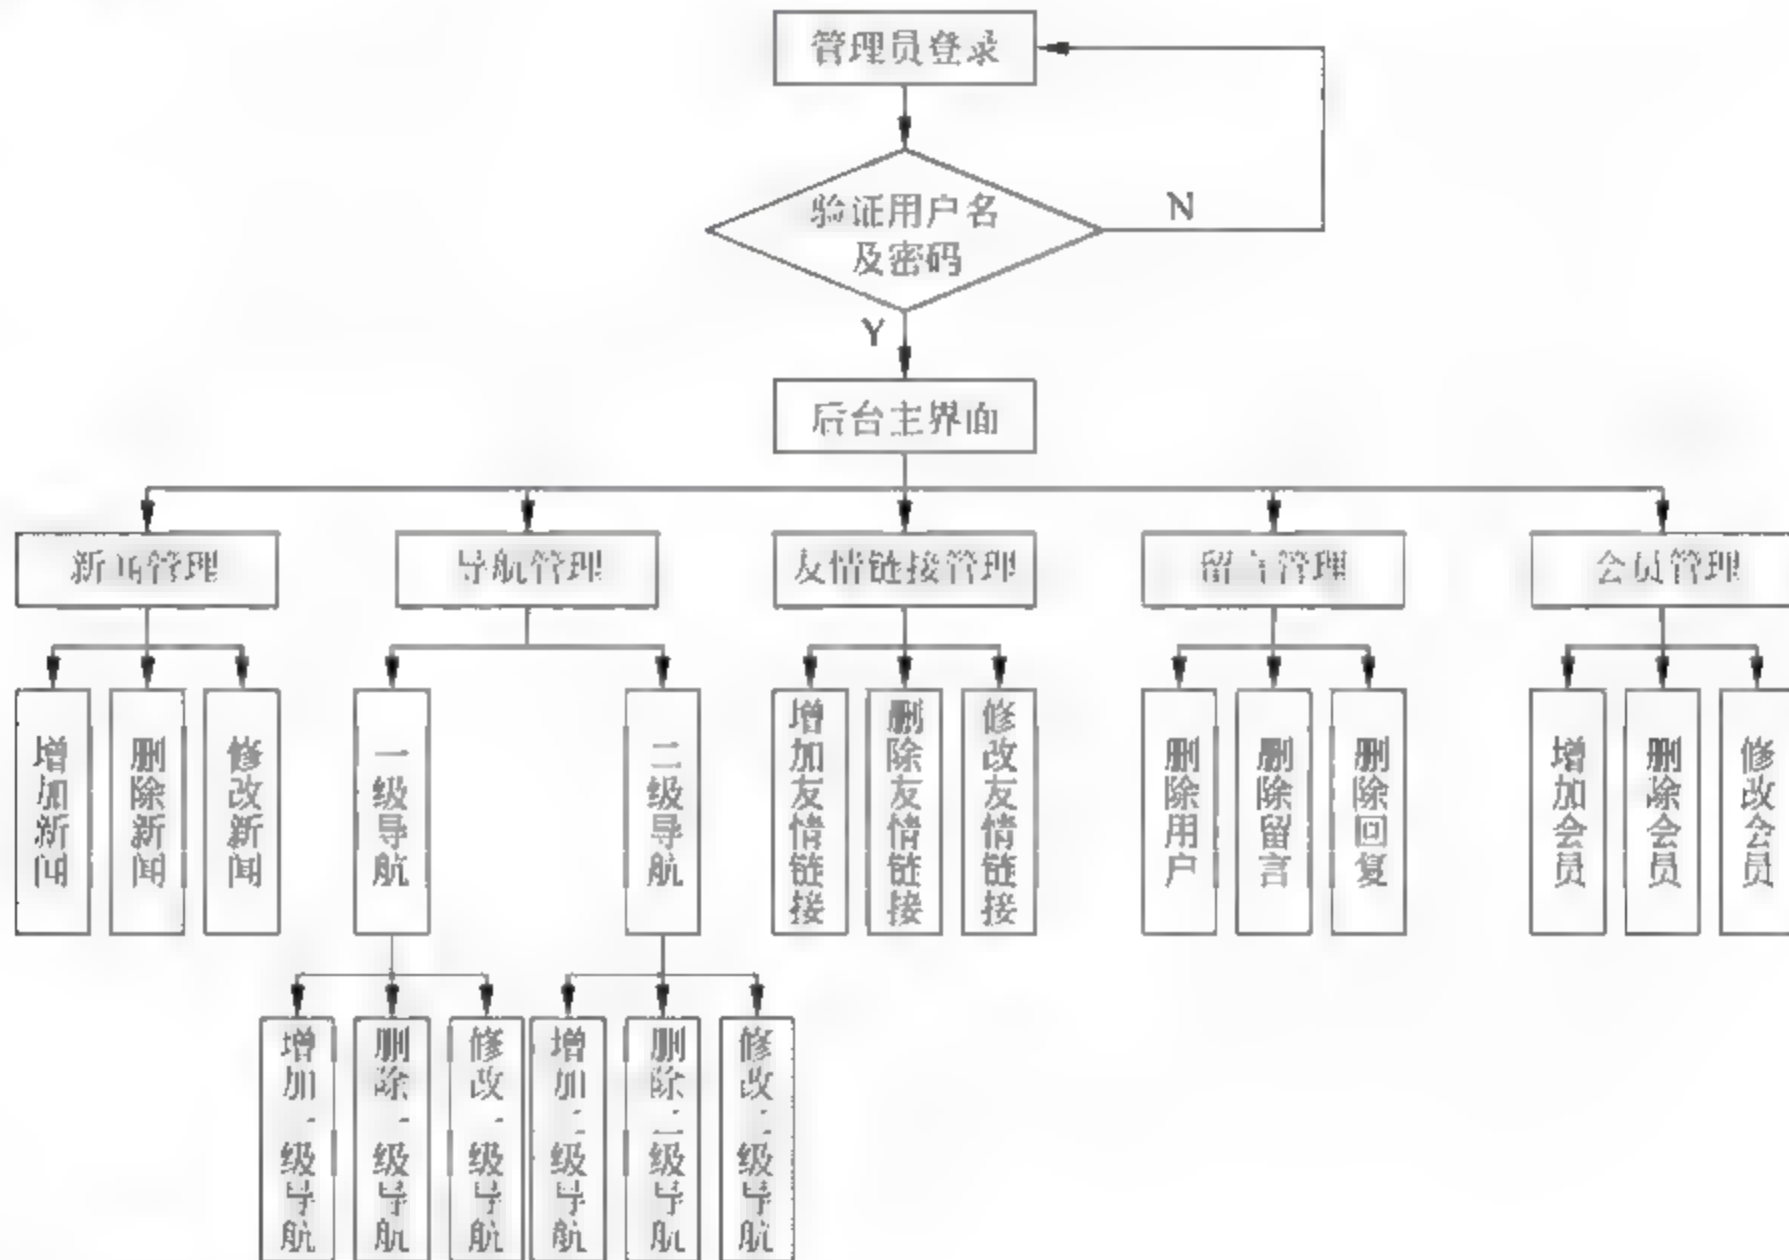 管理员登录
验证用户名
及密码
N
Y
后台主界面
新闻管理
导航管理
友情链接管理
留言管理
会员管理
增加新闻
删除新闻
修改新闻
一级导航
二级导航
增加友情链接
删除友情链接
修改友情链接
删除用户
删除留言
删除回复
增加会员
删除会员
修改会员
增加一级导航
删除一级导航
修改一级导航
增加二级导航
删除二级导航
修改二级导航